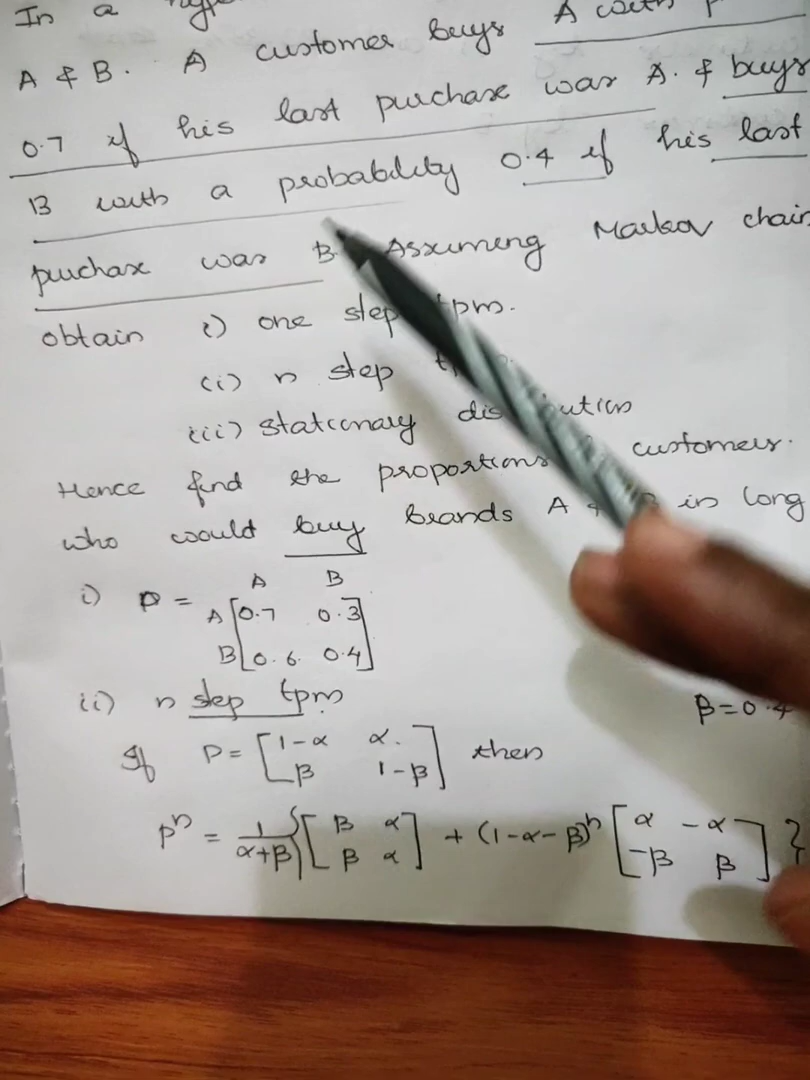 In a
A & B. A customer buys A with p
0.7 if his last purchase was A. & buys
B with a probability 0.4 if his last
purchase was B. Assuming Markov chain
obtain i) one step tpm.
(i) n step
iii) stationary distribution
Hence find the proportions customers.
who would buy brands A & B in long
i) P = A B
A [0.7 0.3]
B [0.6. 0.4]
ii) n step tpm
β=0.4
If P = [1-α α. β 1-β] then
pⁿ = 1/(α+β) {[β α β α] + (1-α-β)ⁿ [α -α -β β]}